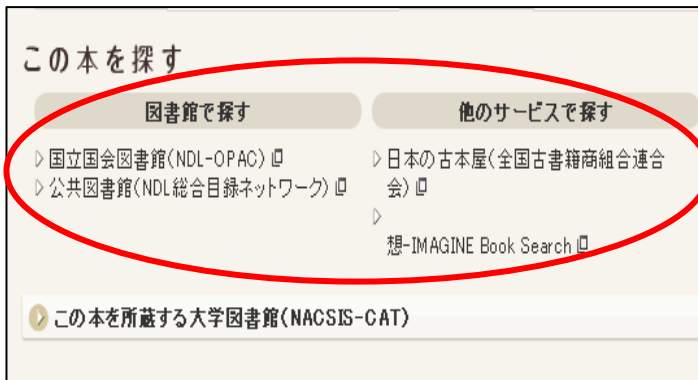 この本を探す
図書館で探す
国立国会図書館(NDL-OPAC)
公共図書館(NDL総合目録ネットワーク)
他のサービスで探す
日本の古本屋(全国古書籍商組合連合
会)
想-IMAGINE Book Search
この本を所蔵する大学図書館(NACSIS-CAT)